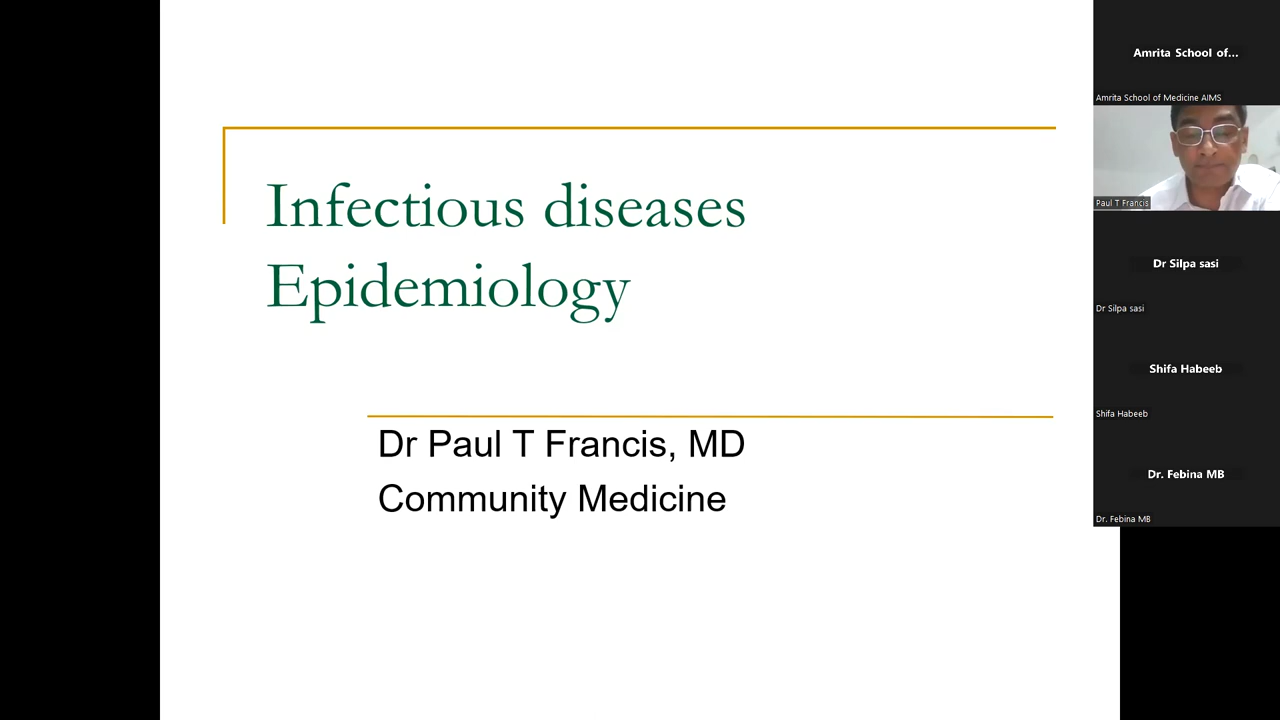 Infectious diseases
Epidemiology
Dr Paul T Francis, MD
Community Medicine
Amrita School of...
Amrita School of Medicine AIMS
Paul T Francis
Dr Silpa sasi
Dr Silpa sasi
Shifa Habeeb
Shifa Habeeb
Dr. Febina MB
Dr. Febina MB